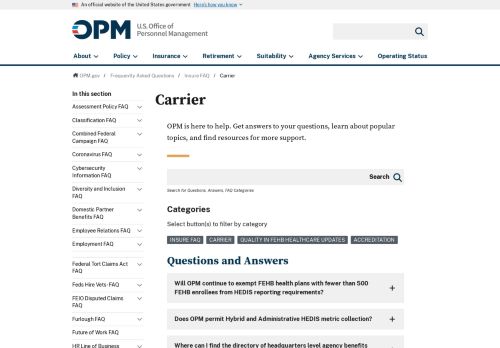 An official website of the United States government Here's how you know
OPM U.S. Office of
Personnel Management
About Policy Insurance Retirement Suitability Agency Services Operating Status
OPM.gov / Frequently Asked Questions / Insure FAQ / Carrier
In this section
Assessment Policy FAQ
Classification FAQ
Combined Federal
Campaign FAQ
Coronavirus FAQ
Cybersecurity
Information FAQ
Diversity and Inclusion
FAQ
Domestic Partner
Benefits FAQ
Employee Relations FAQ
Employment FAQ
Federal Tort Claims Act
FAQ
Feds Hire Vets- FAQ
FEIO Disputed Claims
FAQ
Furlough FAQ
Future of Work FAQ
HR Line of Business
Carrier
OPM is here to help. Get answers to your questions, learn about popular
topics, and find resources for more support.
Search
Search for Questions, Answers, FAQ Categories
Categories
Select button(s) to filter by category
INSURE FAQ CARRIER QUALITY IN FEHB HEALTHCARE UPDATES ACCREDITATION
Questions and Answers
Will OPM continue to exempt FEHB health plans with fewer than 500
FEHB enrollees from HEDIS reporting requirements?
Does OPM permit Hybrid and Administrative HEDIS metric collection?
Where can I find the directory of headquarters level agency benefits